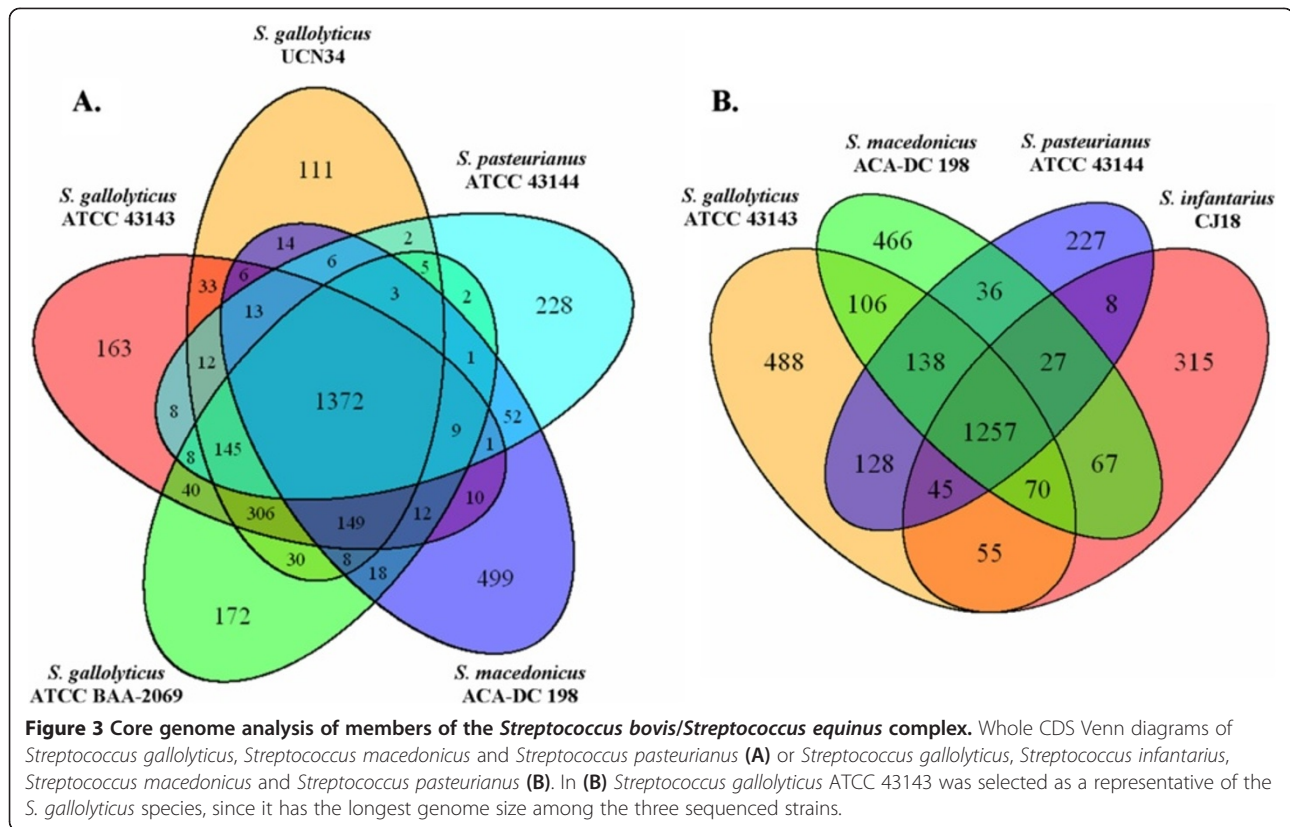 A.
S. gallolyticus
UCN34
S. pasteurianus
ATCC 43144
S. gallolyticus
ATCC 43143
111
14
2
6
5
33
6
3
2
228
13
163
12
1
1372
8
9
52
1
145
8
40
10
306
149
12
30
8
18
499
172
S. gallolyticus
ATCC BAA-2069
S. macedonicus
ACA-DC 198
B.
S. macedonicus
ACA-DC 198
S. pasteurianus
ATCC 43144
S. gallolyticus
ATCC 43143
S. infantarius
CJ18
466
227
106
36
8
488
138
27
315
1257
128
67
45
70
55
Figure 3 Core genome analysis of members of the Streptococcus bovis/Streptococcus equinus complex. Whole CDS Venn diagrams of
Streptococcus gallolyticus, Streptococcus macedonicus and Streptococcus pasteurianus (A) or Streptococcus gallolyticus, Streptococcus infantarius,
Streptococcus macedonicus and Streptococcus pasteurianus (B). In (B) Streptococcus gallolyticus ATCC 43143 was selected as a representative of the
S. gallolyticus species, since it has the longest genome size among the three sequenced strains.